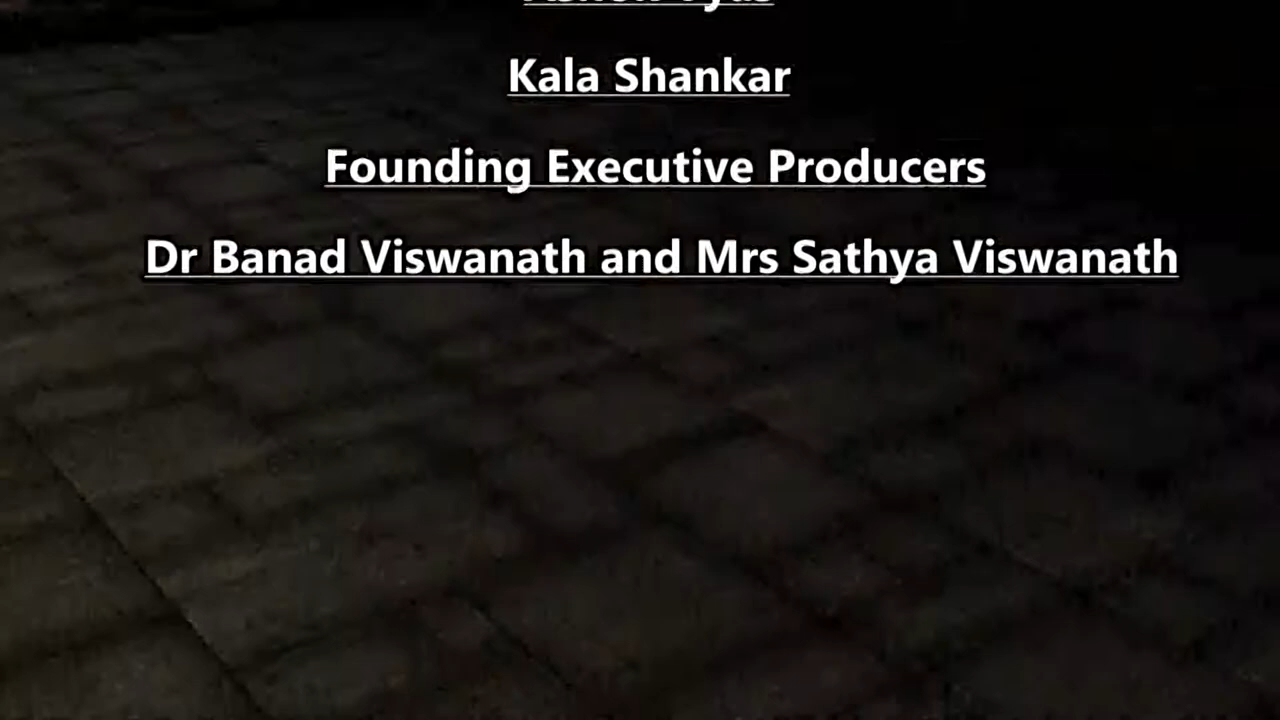 Kala Shankar
Founding Executive Producers
Dr Banad Viswanath and Mrs Sathya Viswanath